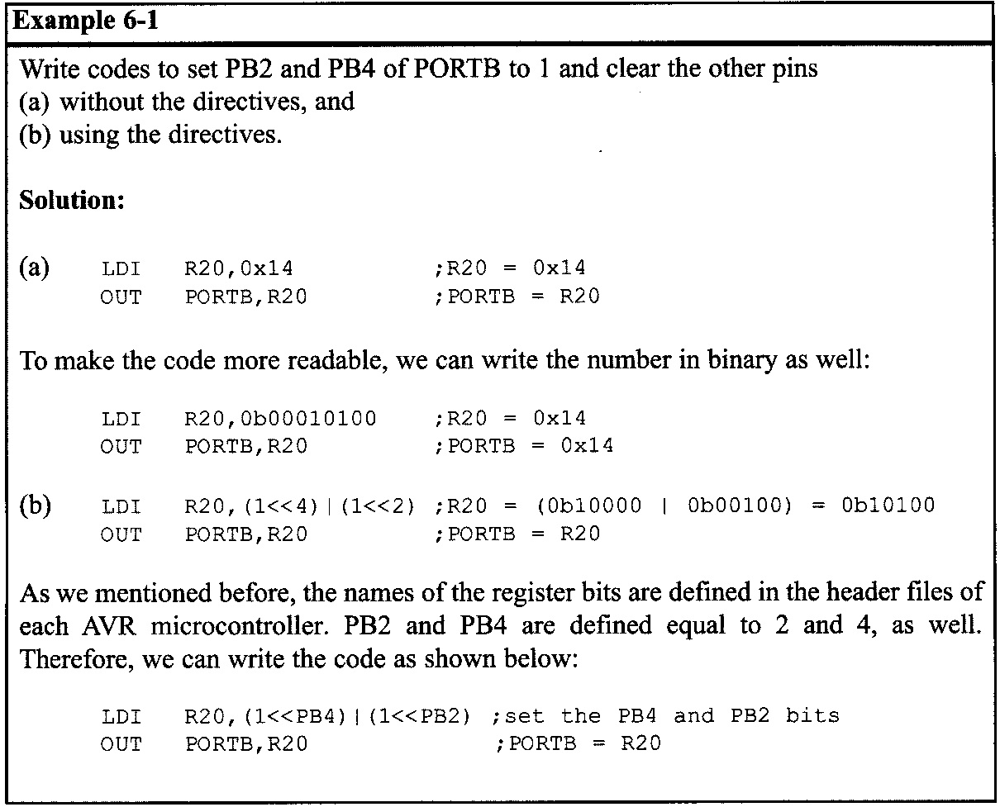 Example 6-1
Write codes to set PB2 and PB4 of PORTB to 1 and clear the other pins
(a) without the directives, and
(b) using the directives.
Solution:
(a) LDI R20,0x14 ;R20 = 0x14
OUT PORTB,R20 ;PORTB = R20
To make the code more readable, we can write the number in binary as well:
LDI R20,0b00010100 ;R20 = 0x14
OUT PORTB,R20 ;PORTB = 0x14
(b) LDI R20,(1<<4)|(1<<2) ;R20 = (0b10000 | 0b00100) = 0b10100
OUT PORTB,R20 ;PORTB = R20
As we mentioned before, the names of the register bits are defined in the header files of
each AVR microcontroller. PB2 and PB4 are defined equal to 2 and 4, as well.
Therefore, we can write the code as shown below:
LDI R20,(1<<PB4)|(1<<PB2) ;set the PB4 and PB2 bits
OUT PORTB,R20 ;PORTB = R20